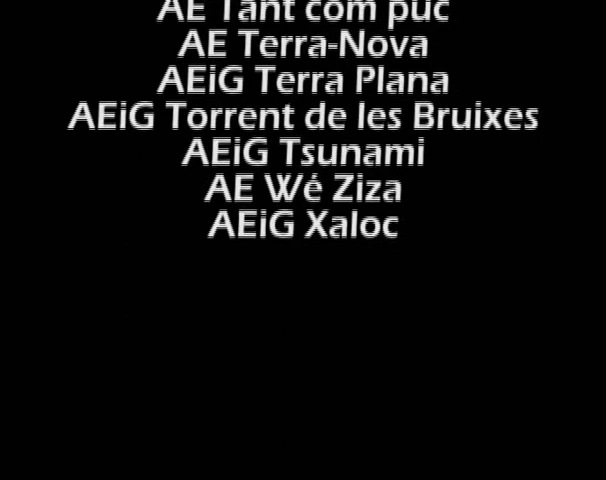 AE Tant com puc
AE Terra-Nova
AEiG Terra Plana
AEiG Torrent de les Bruixes
AEiG Tsunami
AE Wé Ziza
AEiG Xaloc